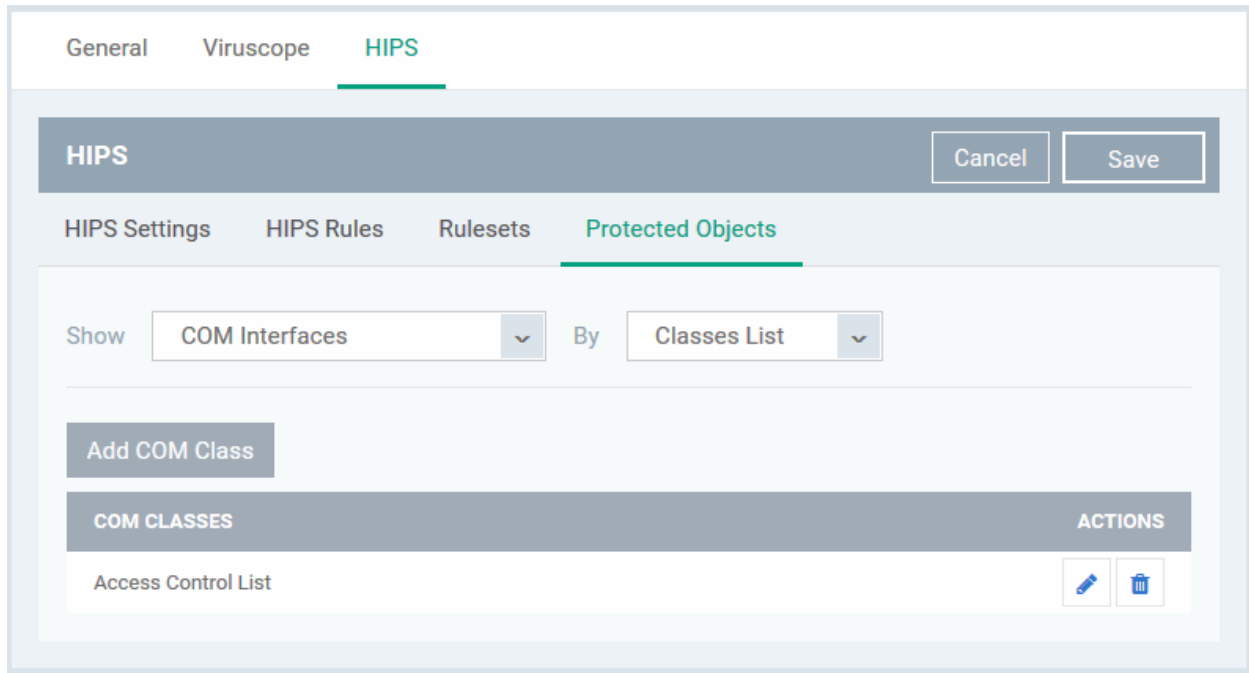 General Viruscope HIPS
HIPS Cancel Save
HIPS Settings HIPS Rules Rulesets Protected Objects
Show COM Interfaces By Classes List
Add COM Class
COM CLASSES ACTIONS
Access Control List